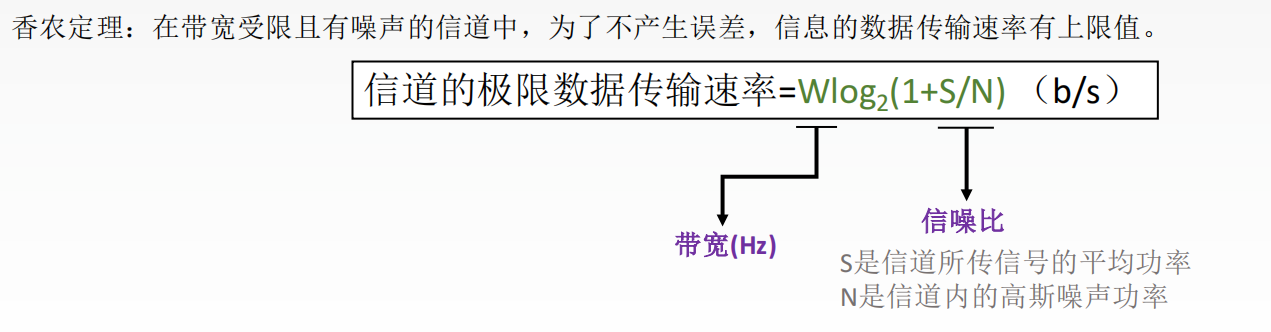 香农定理：在带宽受限且有噪声的信道中，为了不产生误差，信息的数据传输速率有上限值。
信道的极限数据传输速率=Wlog₂(1+S/N) （b/s）
带宽(Hz)
信噪比
S是信道所传信号的平均功率
N是信道内的高斯噪声功率